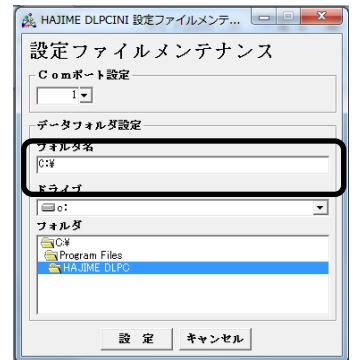 HAJIME DLPCINI 設定ファイルメンテ...
設定ファイルメンテナンス
Comポート設定
1
データフォルダ設定
フォルダ名
C:¥
ドライブ
c:
フォルダ
C:¥
Program Files
HAJIME DLPC
設 定 キャンセル